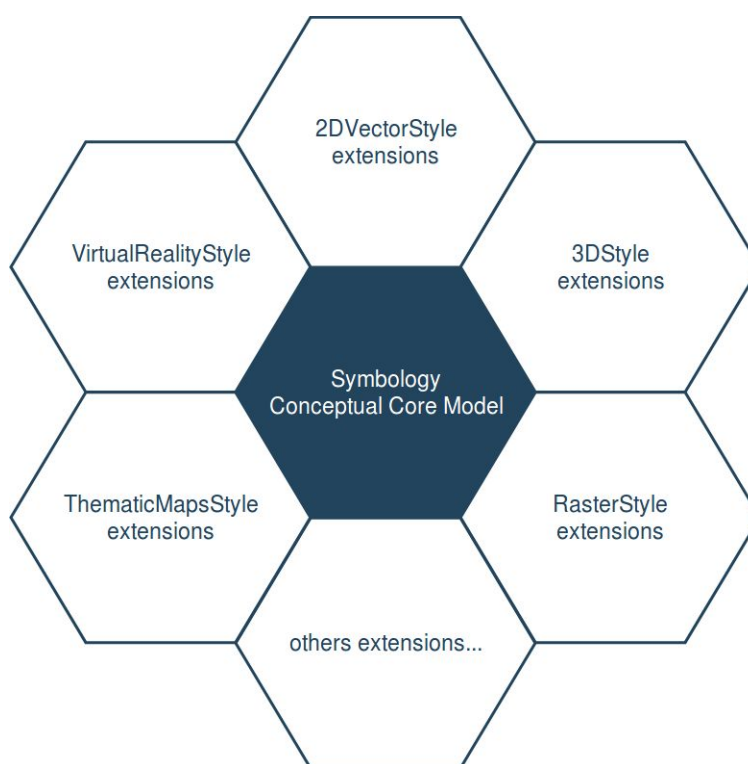 2DVectorStyle
extensions
VirtualRealityStyle
extensions
3DStyle
extensions
Symbology
Conceptual Core Model
ThematicMapsStyle
extensions
RasterStyle
extensions
others extensions...